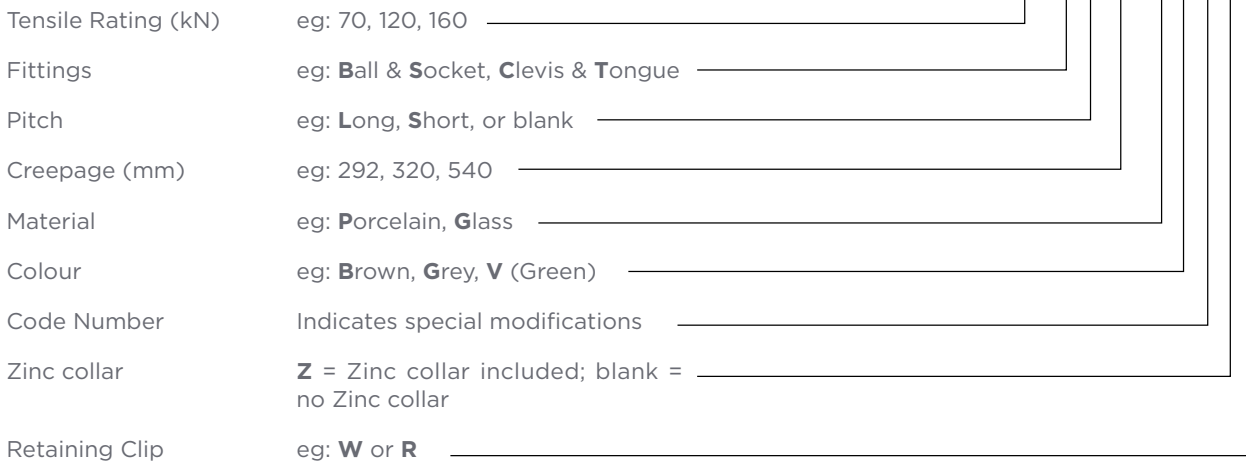 Tensile Rating (kN) eg: 70, 120, 160
Fittings eg: Ball & Socket, Clevis & Tongue
Pitch eg: Long, Short, or blank
Creepage (mm) eg: 292, 320, 540
Material eg: Porcelain, Glass
Colour eg: Brown, Grey, V (Green)
Code Number Indicates special modifications
Zinc collar Z = Zinc collar included; blank =
no Zinc collar
Retaining Clip eg: W or R